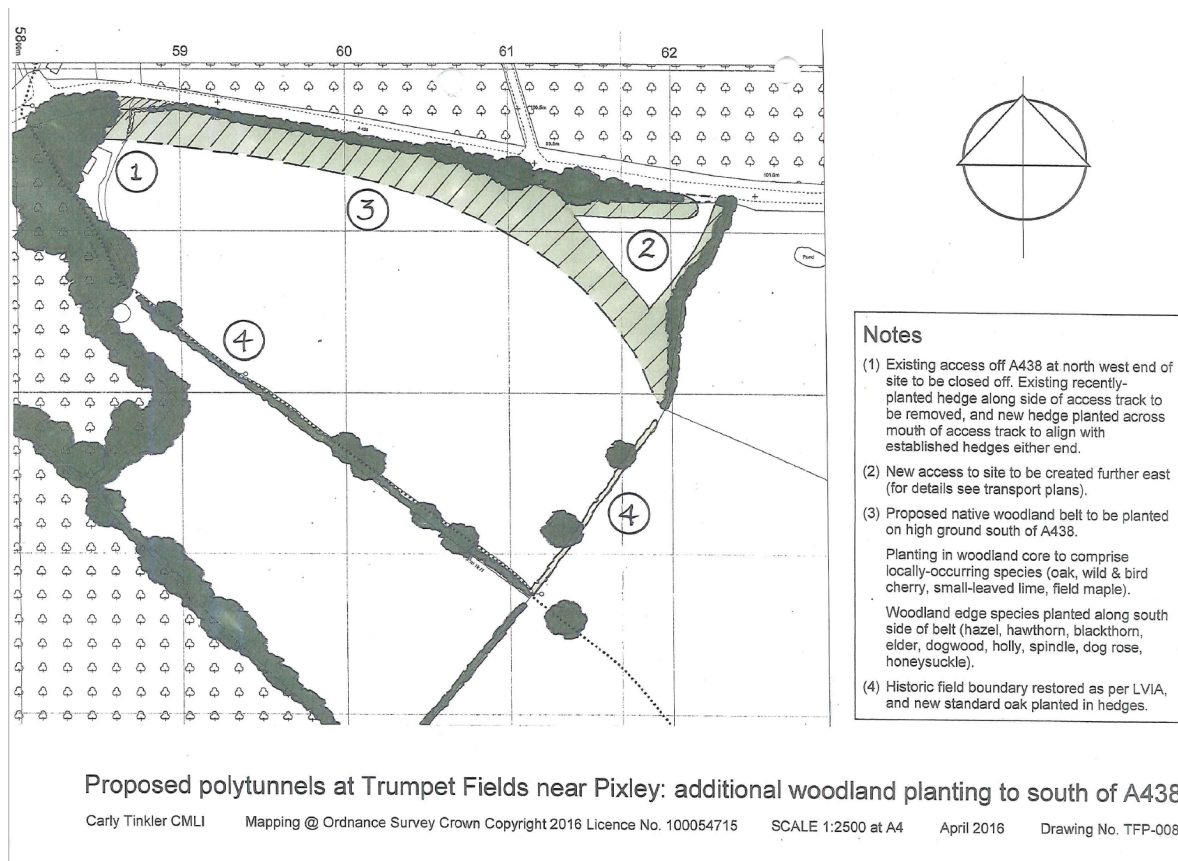 58
00m
59
60
61
62
A438
101.0m
Pond
1
2
3
4
4
Notes
(1) Existing access off A438 at north west end of
site to be closed off. Existing recently-
planted hedge along side of access track to
be removed, and new hedge planted across
mouth of access track to align with
established hedges either end.
(2) New access to site to be created further east
(for details see transport plans).
(3) Proposed native woodland belt to be planted
on high ground south of A438.
Planting in woodland core to comprise
locally-occurring species (oak, wild & bird
cherry, small-leaved lime, field maple).
Woodland edge species planted along south
side of belt (hazel, hawthorn, blackthorn,
elder, dogwood, holly, spindle, dog rose,
honeysuckle).
(4) Historic field boundary restored as per LVIA,
and new standard oak planted in hedges.
Proposed polytunnels at Trumpet Fields near Pixley: additional woodland planting to south of A438
Carly Tinkler CMLI Mapping @ Ordnance Survey Crown Copyright 2016 Licence No. 100054715 SCALE 1:2500 at A4 April 2016 Drawing No. TFP-008